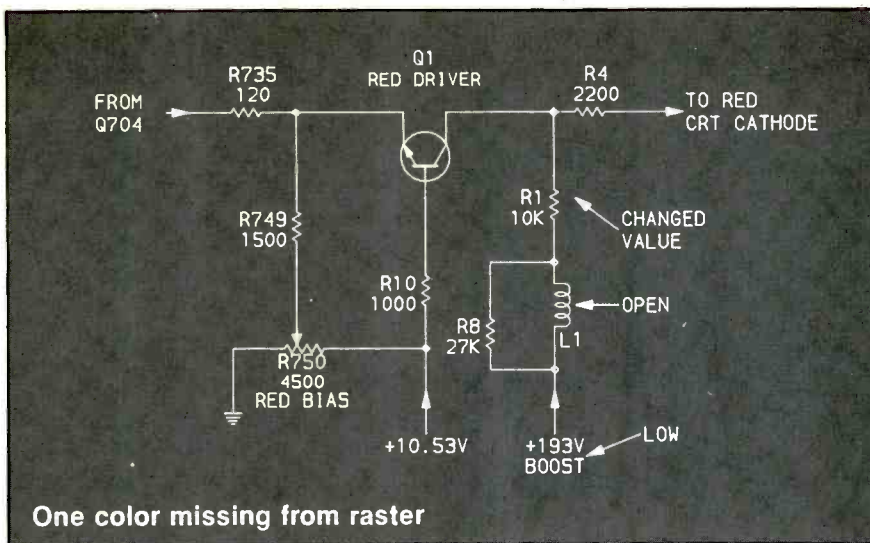 Q1
RED DRIVER
R735
120
R4
2200
FROM
Q704
TO RED
CRT CATHODE
R749
1500
R1
10K
CHANGED
VALUE
R10
1000
R8
27K
OPEN
L1
R750
4500
RED BIAS
+10.53V
+193V
BOOST
LOW
One color missing from raster